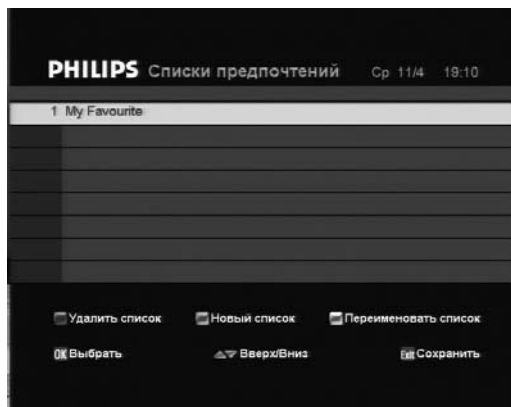 PHILIPS Списки предпочтений Ср 11/4 19:10
1 My Favourite
Удалить список Новый список Переименовать список
OK Выбрать Вверх/Вниз Exit Сохранить